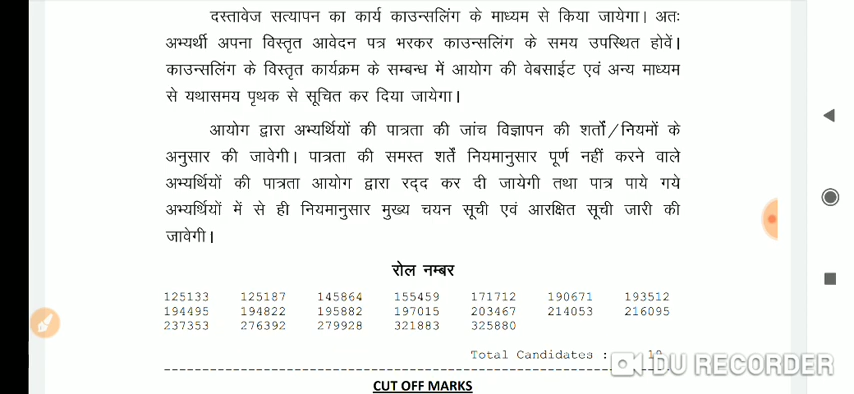 दस्तावेज सत्यापन का कार्य काउन्सलिंग के माध्यम से किया जायेगा। अतः
अभ्यर्थी अपना विस्तृत आवेदन पत्र भरकर काउन्सलिंग के समय उपस्थित होवें।
काउन्सलिंग के विस्तृत कार्यक्रम के सम्बन्ध में आयोग की वेबसाईट एवं अन्य माध्यम
से यथासमय पृथक से सूचित कर दिया जायेगा।
आयोग द्वारा अभ्यर्थियों की पात्रता की जांच विज्ञापन की शर्तों/नियमों के
अनुसार की जावेगी। पात्रता की समस्त शर्तें नियमानुसार पूर्ण नहीं करने वाले
अभ्यर्थियों की पात्रता आयोग द्वारा रद्द कर दी जायेगी तथा पात्र पाये गये
अभ्यर्थियों में से ही नियमानुसार मुख्य चयन सूची एवं आरक्षित सूची जारी की
जावेगी।
रोल नम्बर
125133 125187 145864 155459 171712 190671 193512
194495 194822 195882 197015 203467 214053 216095
237353 276392 279928 321883 325880
Total Candidates : 19
DU RECORDER
CUT OFF MARKS